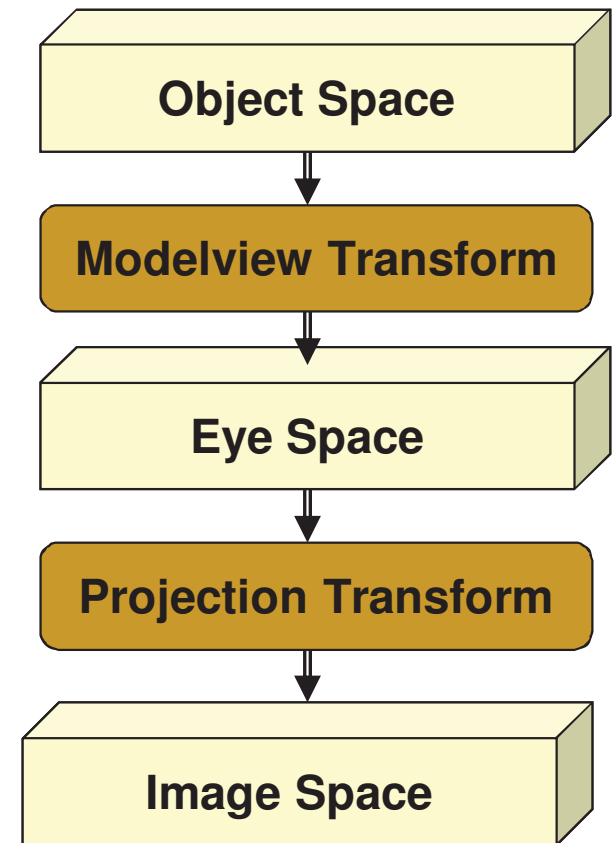 Object Space
Modelview Transform
Eye Space
Projection Transform
Image Space